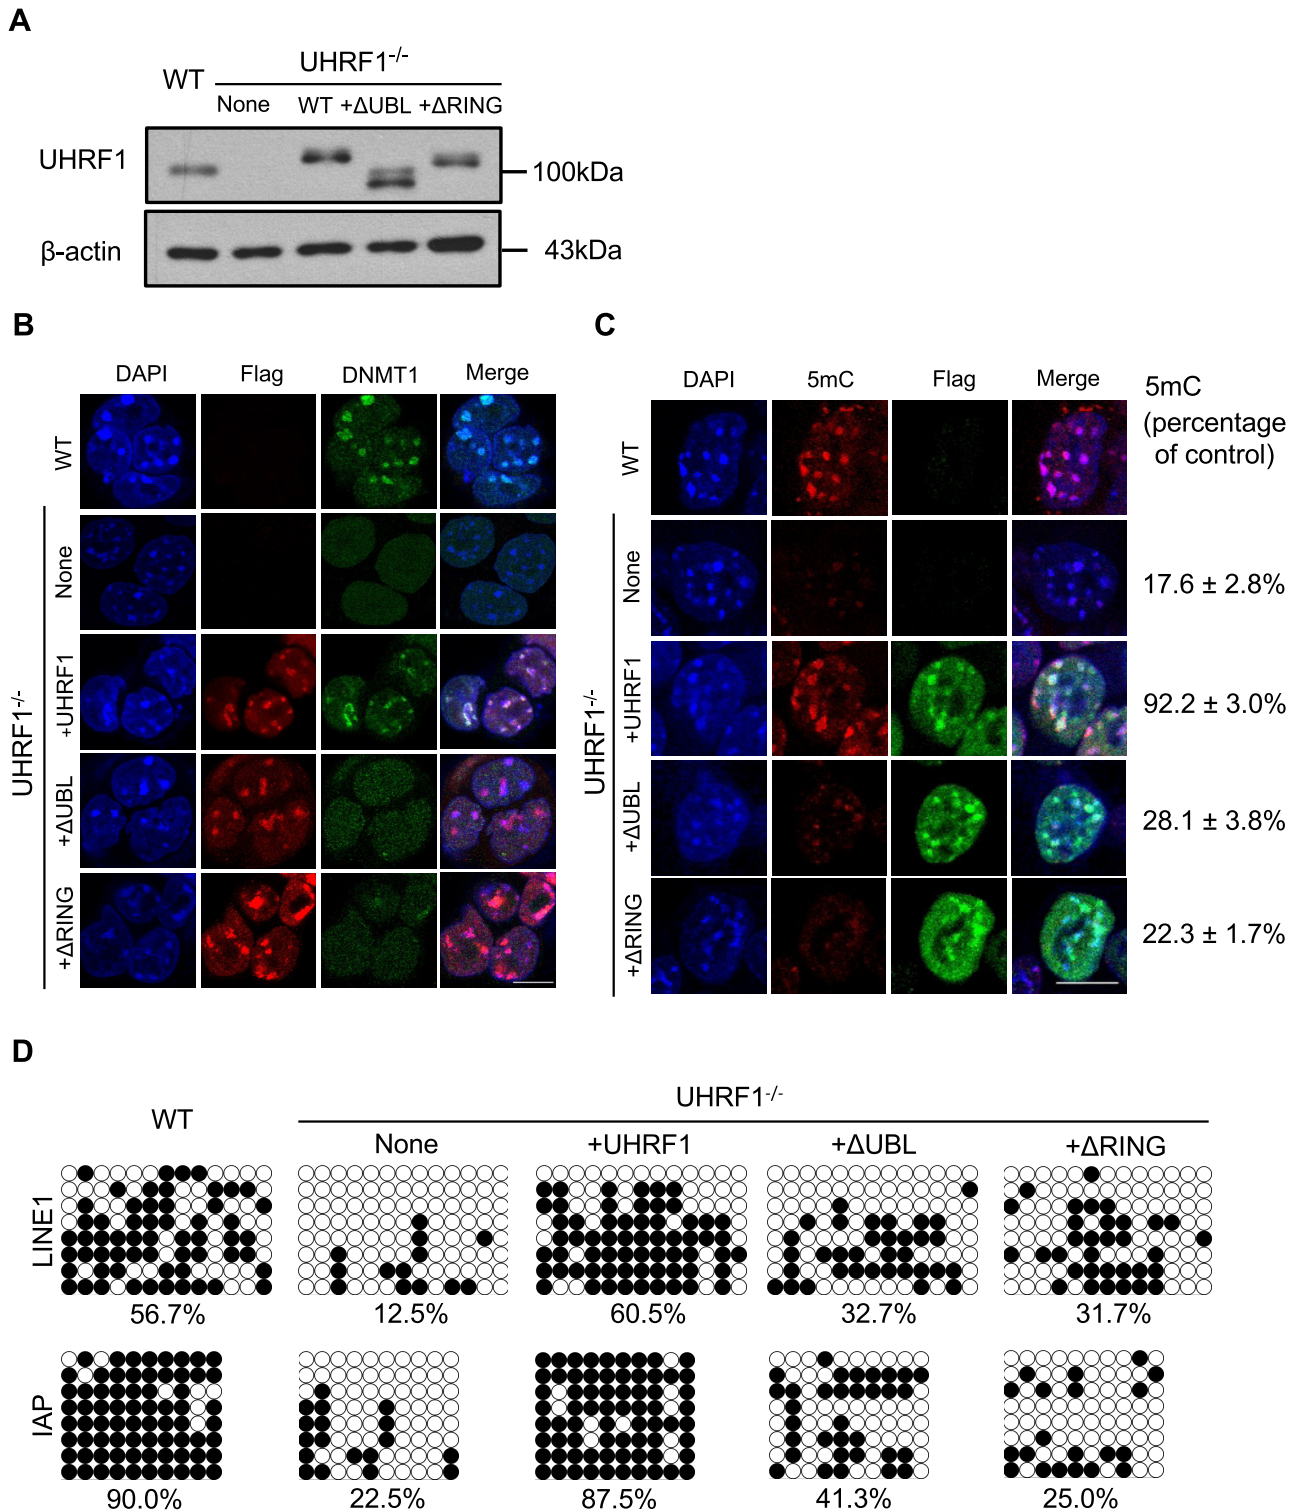 A
UHRF1-/-
WT
None WT +ΔUBL +ΔRING
UHRF1
100kDa
β-actin
43kDa
B
C
DAPI Flag DNMT1 Merge
DAPI 5mC Flag Merge
5mC
(percentage
of control)
WT
None
+UHRF1
+ΔUBL
+ΔRING
UHRF1-/-
WT
None
+UHRF1
+ΔUBL
+ΔRING
UHRF1-/-
17.6 ± 2.8%
92.2 ± 3.0%
28.1 ± 3.8%
22.3 ± 1.7%
D
UHRF1-/-
WT
None +UHRF1 +ΔUBL +ΔRING
LINE1
56.7% 12.5% 60.5% 32.7% 31.7%
IAP
90.0% 22.5% 87.5% 41.3% 25.0%